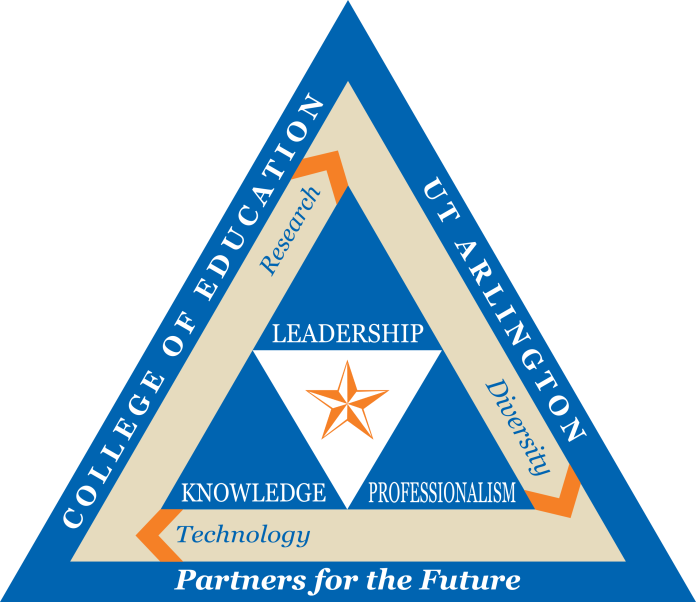 COLLEGE OF EDUCATION
UT ARLINGTON
Research
LEADERSHIP
Diversity
KNOWLEDGE
PROFESSIONALISM
Technology
Partners for the Future